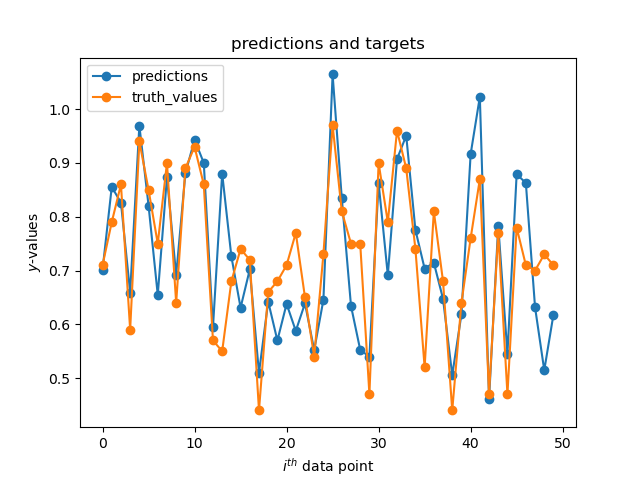 predictions and targets
predictions
truth_values
1.0
0.9
0.8
0.7
0.6
0.5
y-values
0 10 20 30 40 50
i^th data point